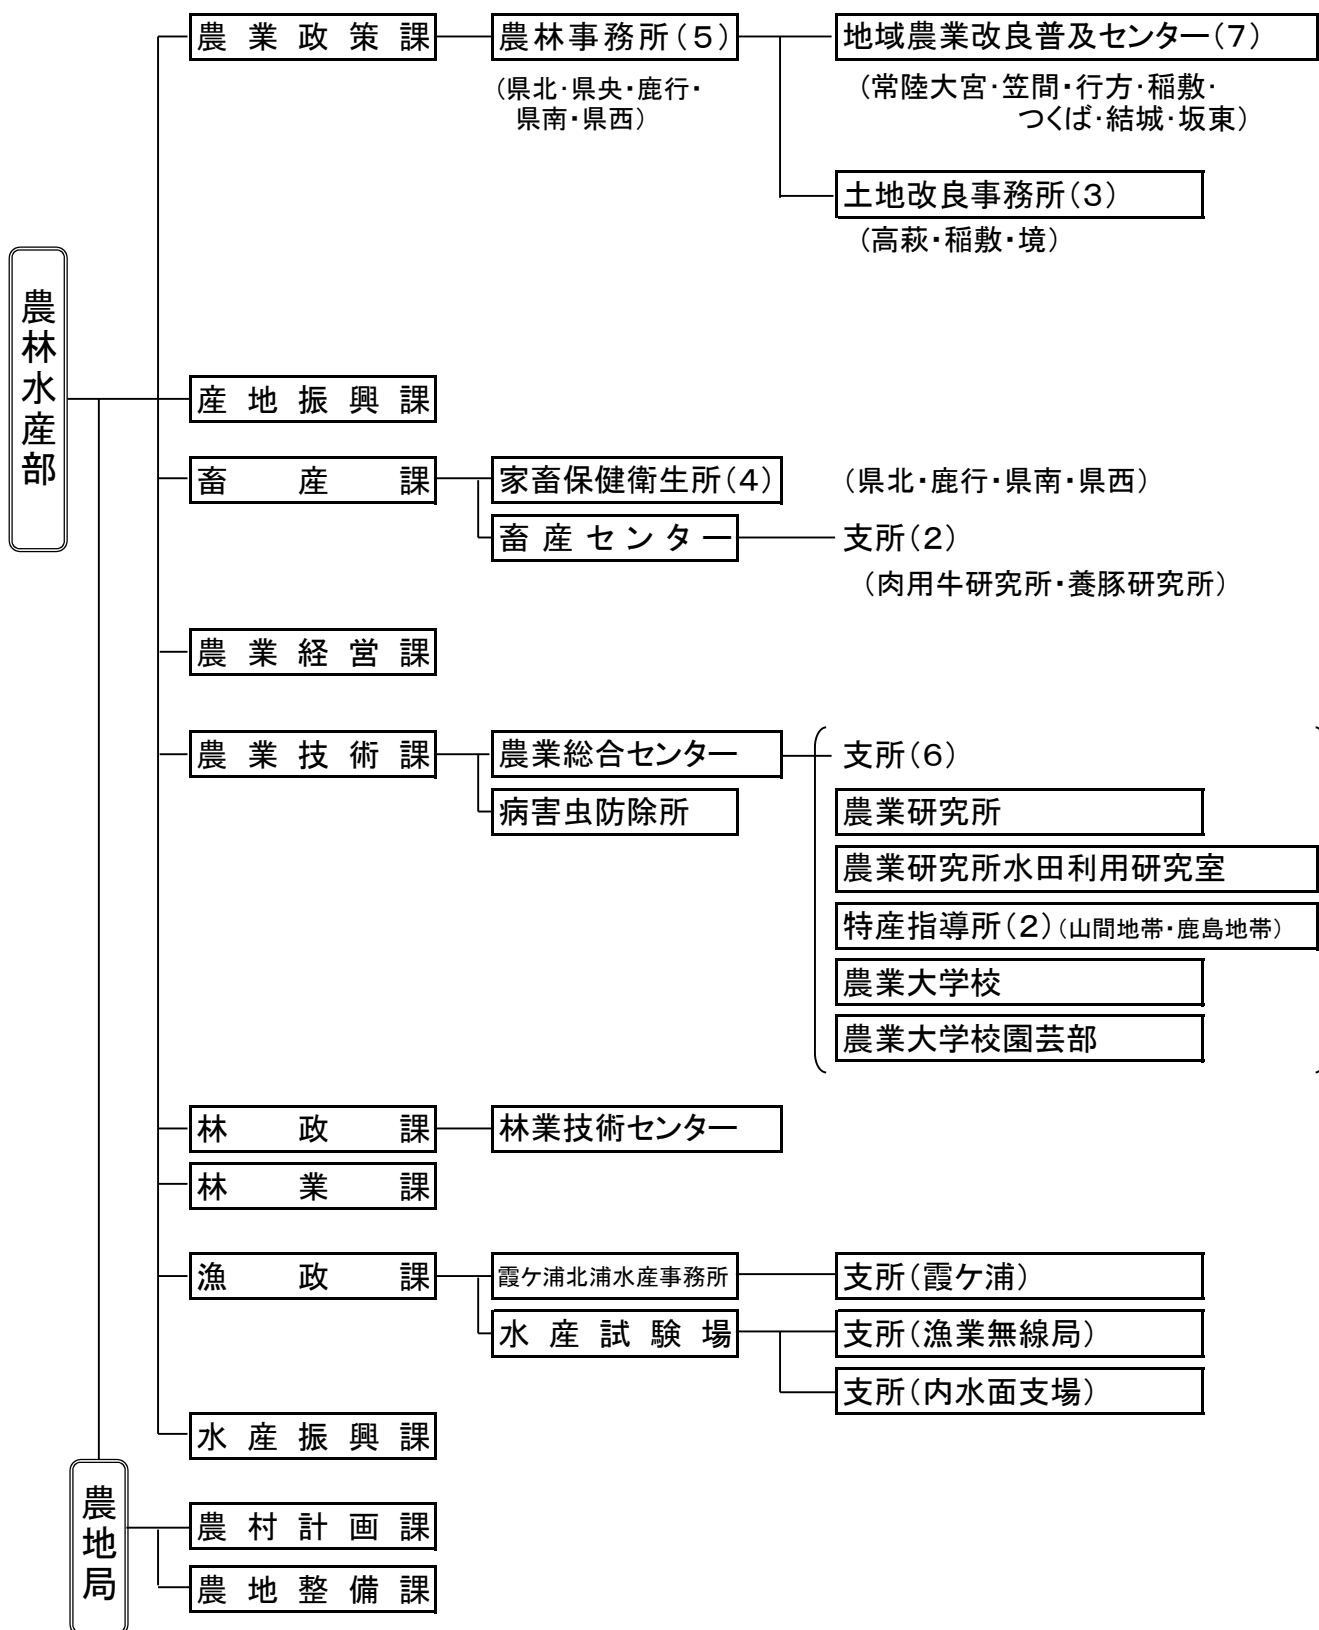 農林水産部
農業政策課
農林事務所(5)
(県北・県央・鹿行・
県南・県西)
地域農業改良普及センター(7)
(常陸大宮・笠間・行方・稲敷・
つくば・結城・坂東)
土地改良事務所(3)
(高萩・稲敷・境)
産地振興課
畜産課
家畜保健衛生所(4)
(県北・鹿行・県南・県西)
畜産センター
支所(2)
(肉用牛研究所・養豚研究所)
農業経営課
農業技術課
農業総合センター
支所(6)
病害虫防除所
農業研究所
農業研究所水田利用研究室
特産指導所(2)(山間地帯・鹿島地帯)
農業大学校
農業大学校園芸部
林政課
林業技術センター
林業課
漁政課
霞ケ浦北浦水産事務所
支所(霞ケ浦)
水産試験場
支所(漁業無線局)
支所(内水面支場)
水産振興課
農地局
農村計画課
農地整備課